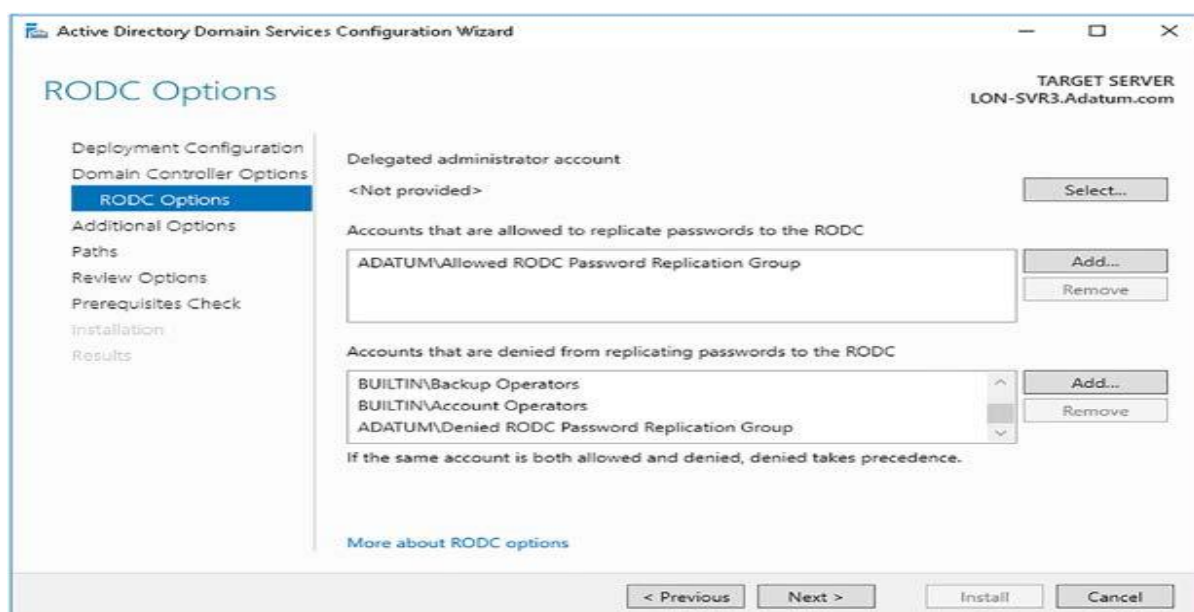 Active Directory Domain Services Configuration Wizard
RODC Options
TARGET SERVER
LON-SVR3.Adatum.com
Deployment Configuration
Domain Controller Options
RODC Options
Additional Options
Paths
Review Options
Prerequisites Check
Installation
Results
Delegated administrator account
<Not provided>
Select...
Accounts that are allowed to replicate passwords to the RODC
ADATUM\Allowed RODC Password Replication Group
Add...
Remove
Accounts that are denied from replicating passwords to the RODC
BUILTIN\Backup Operators
BUILTIN\Account Operators
ADATUM\Denied RODC Password Replication Group
Add...
Remove
If the same account is both allowed and denied, denied takes precedence.
More about RODC options
< Previous
Next >
Install
Cancel